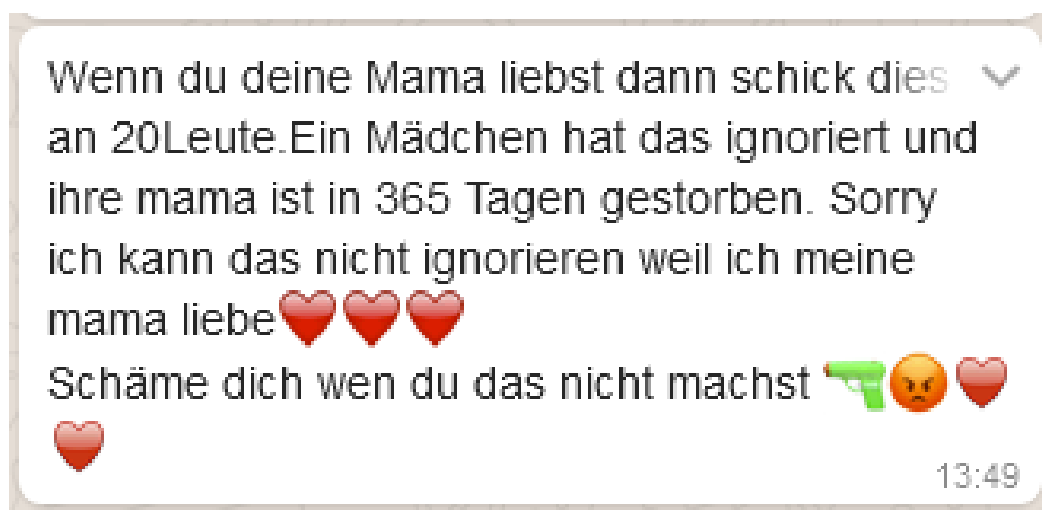 Wenn du deine Mama liebst dann schick dies
an 20Leute.Ein Mädchen hat das ignoriert und
ihre mama ist in 365 Tagen gestorben. Sorry
ich kann das nicht ignorieren weil ich meine
mama liebe❤️❤️❤️
Schäme dich wen du das nicht machst 🔫😡❤️
❤️
13:49